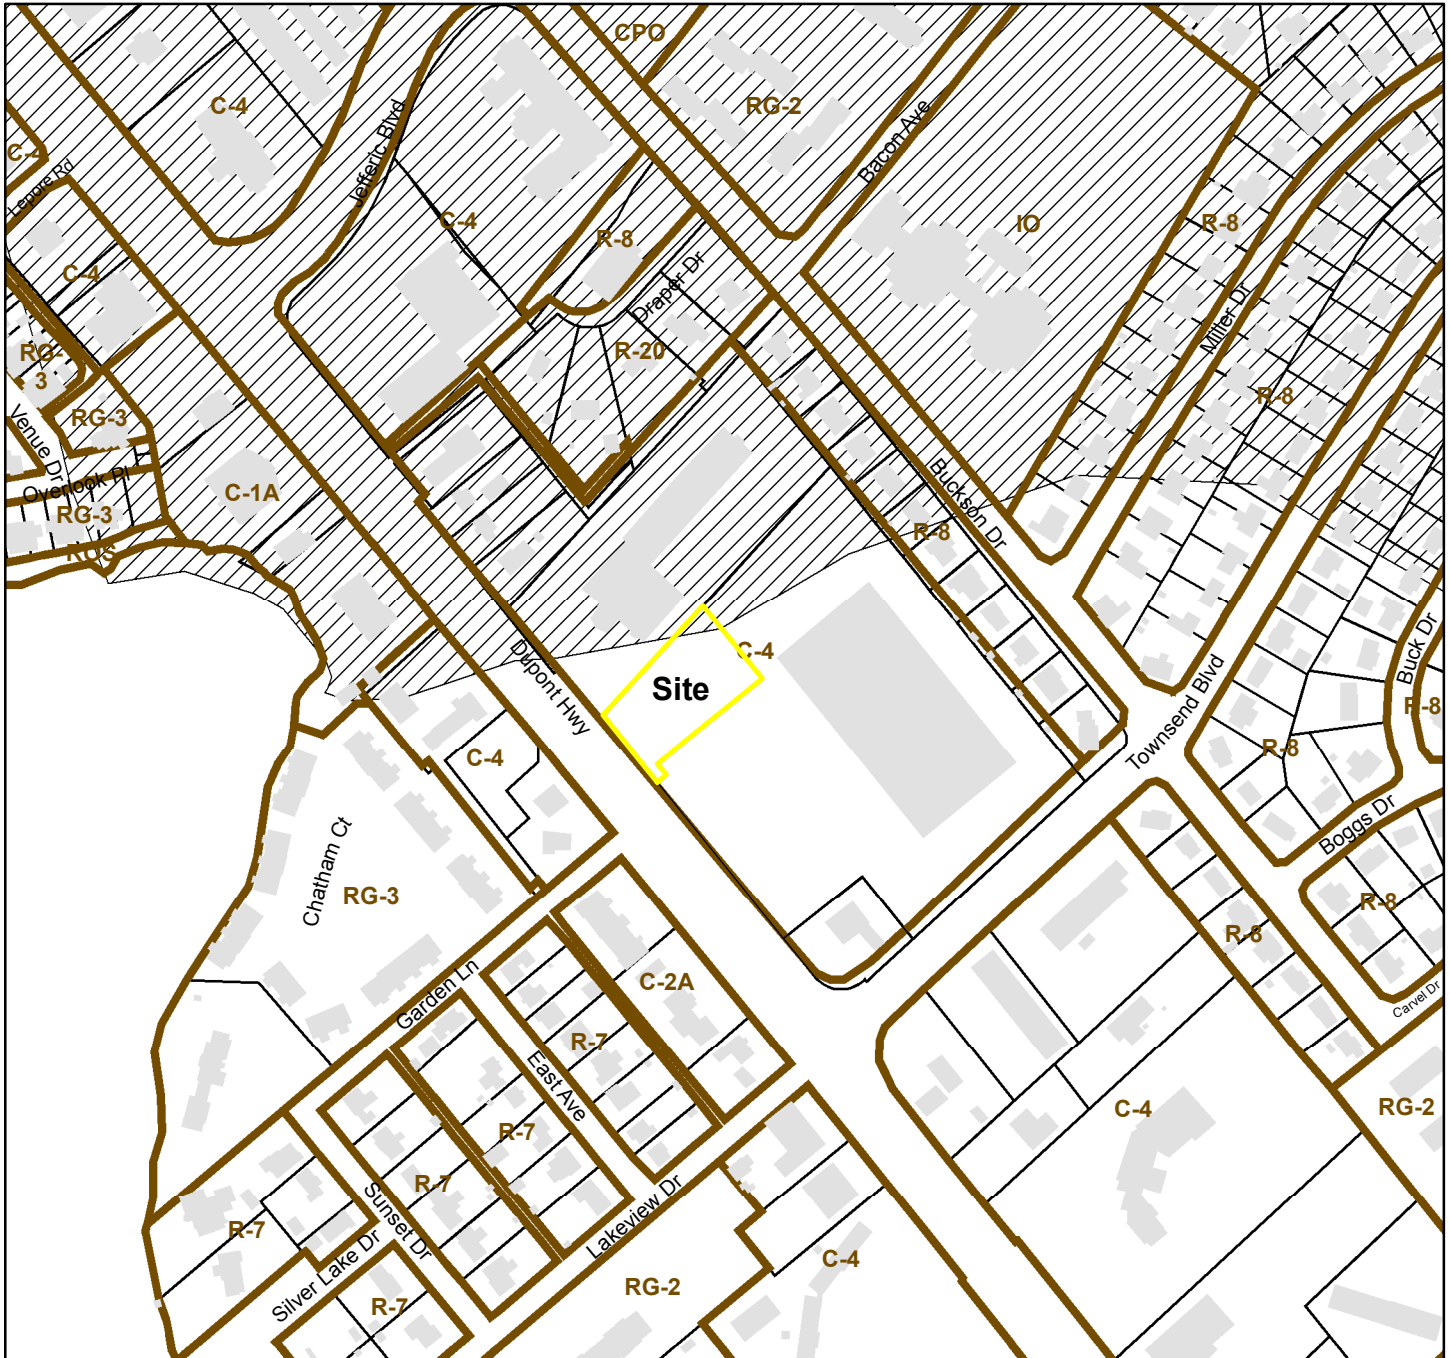 CPO
C-4
RG-2
Bacon Ave
Jefferic Blvd
C-4
Lepore Rd
C-4
R-8
IO
R-8
C-4
Draper Dr
Miller Dr
RG-
3
R-20
R-8
RG-3
Venue Dr
Overlook Pl
C-1A
Buckson Dr
RG-3
R-8
ROS
Dupont Hwy
C-4
Site
Buck Dr
R-8
Townsend Blvd
R-8
C-4
Boggs Dr
Chatham Ct
RG-3
R-8
R-8
Garden Ln
C-2A
Carvel Dr
R-7
East Ave
C-4
RG-2
R-7
R-7
Sunset Dr
R-7
Lakeview Dr
Silver Lake Dr
C-4
RG-2
R-7